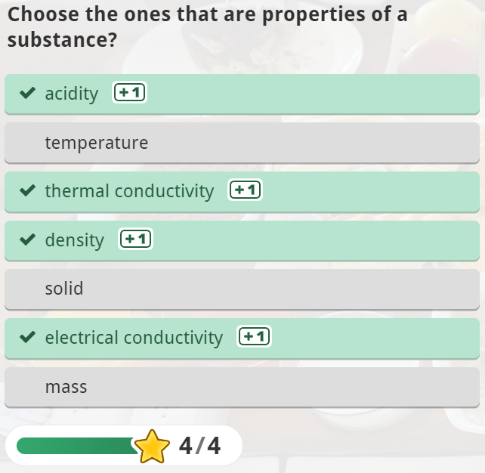 Choose the ones that are properties of a
substance?
acidity +1
temperature
thermal conductivity +1
density +1
solid
electrical conductivity +1
mass
4/4